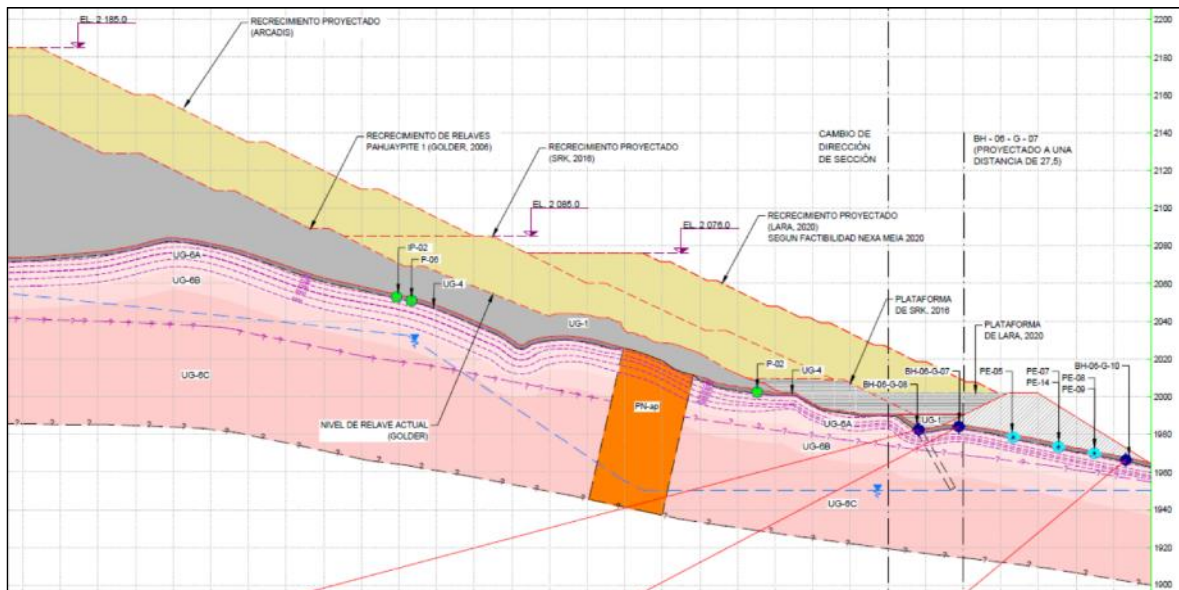 EL. 2 185.0
RECRECIMIENTO PROYECTADO
(ARCADIS)
2200
2180
2160
2140
2120
2100
2080
2060
2040
2020
2000
1980
1960
1940
1920
1900
RECRECIMIENTO DE RELAVES
PAHUAYPITE 1 (GOLDER, 2006)
RECRECIMIENTO PROYECTADO
(SRK, 2016)
CAMBIO DE
DIRECCIÓN
DE SECCIÓN
BH - 06 - G - 07
(PROYECTADO A UNA
DISTANCIA DE 27,5)
EL. 2 085.0
EL. 2 076.0
RECRECIMIENTO PROYECTADO
(LARA, 2020)
SEGUN FACTIBILIDAD NEXA MEIA 2020
UG-6A
UG-6B
IP-02
P-06
UG-4
UG-1
PLATAFORMA
DE SRK, 2016
PLATAFORMA
DE LARA, 2020
P-02
UG-4
BH-06-G-08
BH-06-G-07
PE-05
PE-07
PE-14
PE-08
PE-09
BH-06-G-10
UG-6C
PN-ap
NIVEL DE RELAVE ACTUAL
(GOLDER)
UG-6A
UG-1
UG-6B
UG-6C